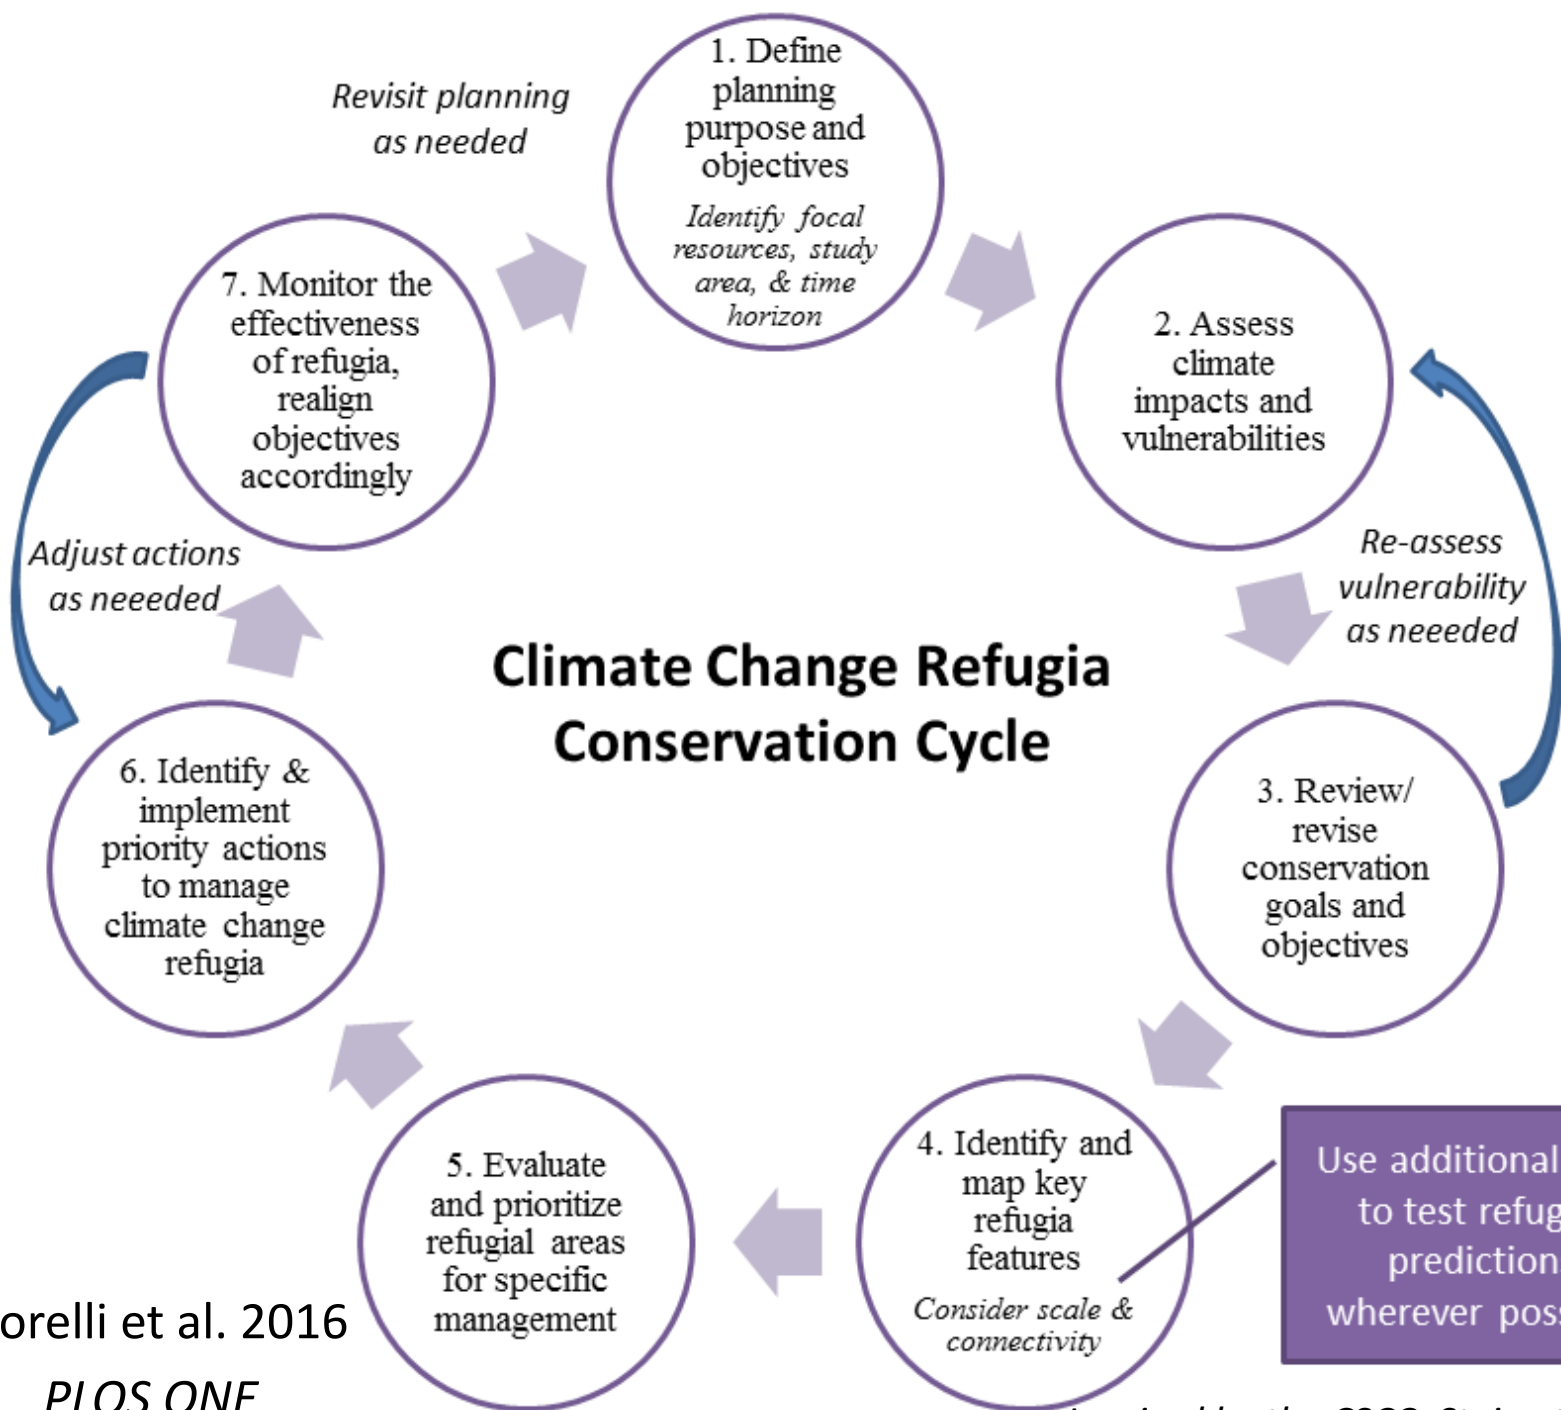 1. Define
planning
purpose and
objectives
Identify focal
resources, study
area, & time
horizon
Revisit planning
as needed
2. Assess
climate
impacts and
vulnerabilities
Re-assess
vulnerability
as neeeded
3. Review/
revise
conservation
goals and
objectives
4. Identify and
map key
refugia
features
Consider scale &
connectivity
Use additional
to test
wherever
5. Evaluate
and prioritize
refugial areas
for specific
management
6. Identify &
implement
priority actions
to manage
climate change
refugia
7. Monitor the
effectiveness
of refugia,
realign
objectives
accordingly
Adjust actions
as neeeded
Climate Change Refugia
Conservation Cycle
orelli et al. 2016
PLOS ONE